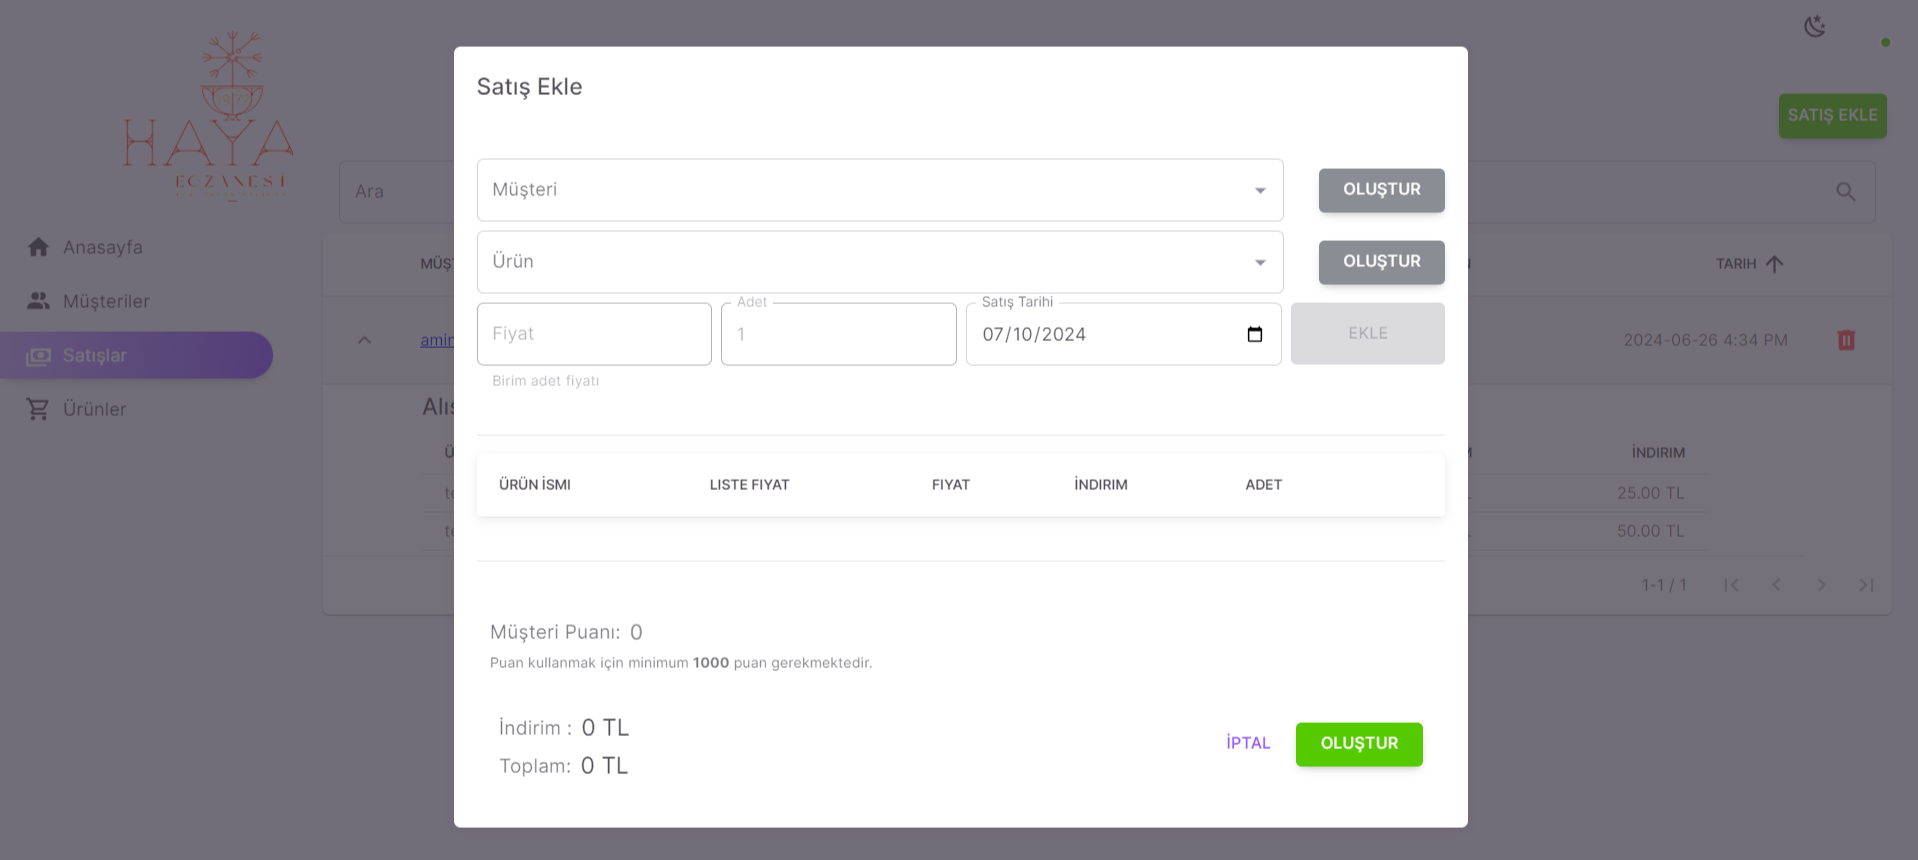 HAYA
ECZANESİ
SATIŞ EKLE
Ara
Anasayfa
Müşteriler
Satışlar
Ürünler
TARIH
2024-06-26 4:34 PM
İNDIRIM
25.00 TL
50.00 TL
1-1 / 1
Satış Ekle
Müşteri
OLUŞTUR
Ürün
OLUŞTUR
Fiyat
Adet
1
Satış Tarihi
07/10/2024
EKLE
Birim adet fiyatı
ÜRÜN İSMI LISTE FIYAT FIYAT İNDIRIM ADET
Müşteri Puanı: 0
Puan kullanmak için minimum 1000 puan gerekmektedir.
İndirim : 0 TL
Toplam: 0 TL
İPTAL
OLUŞTUR